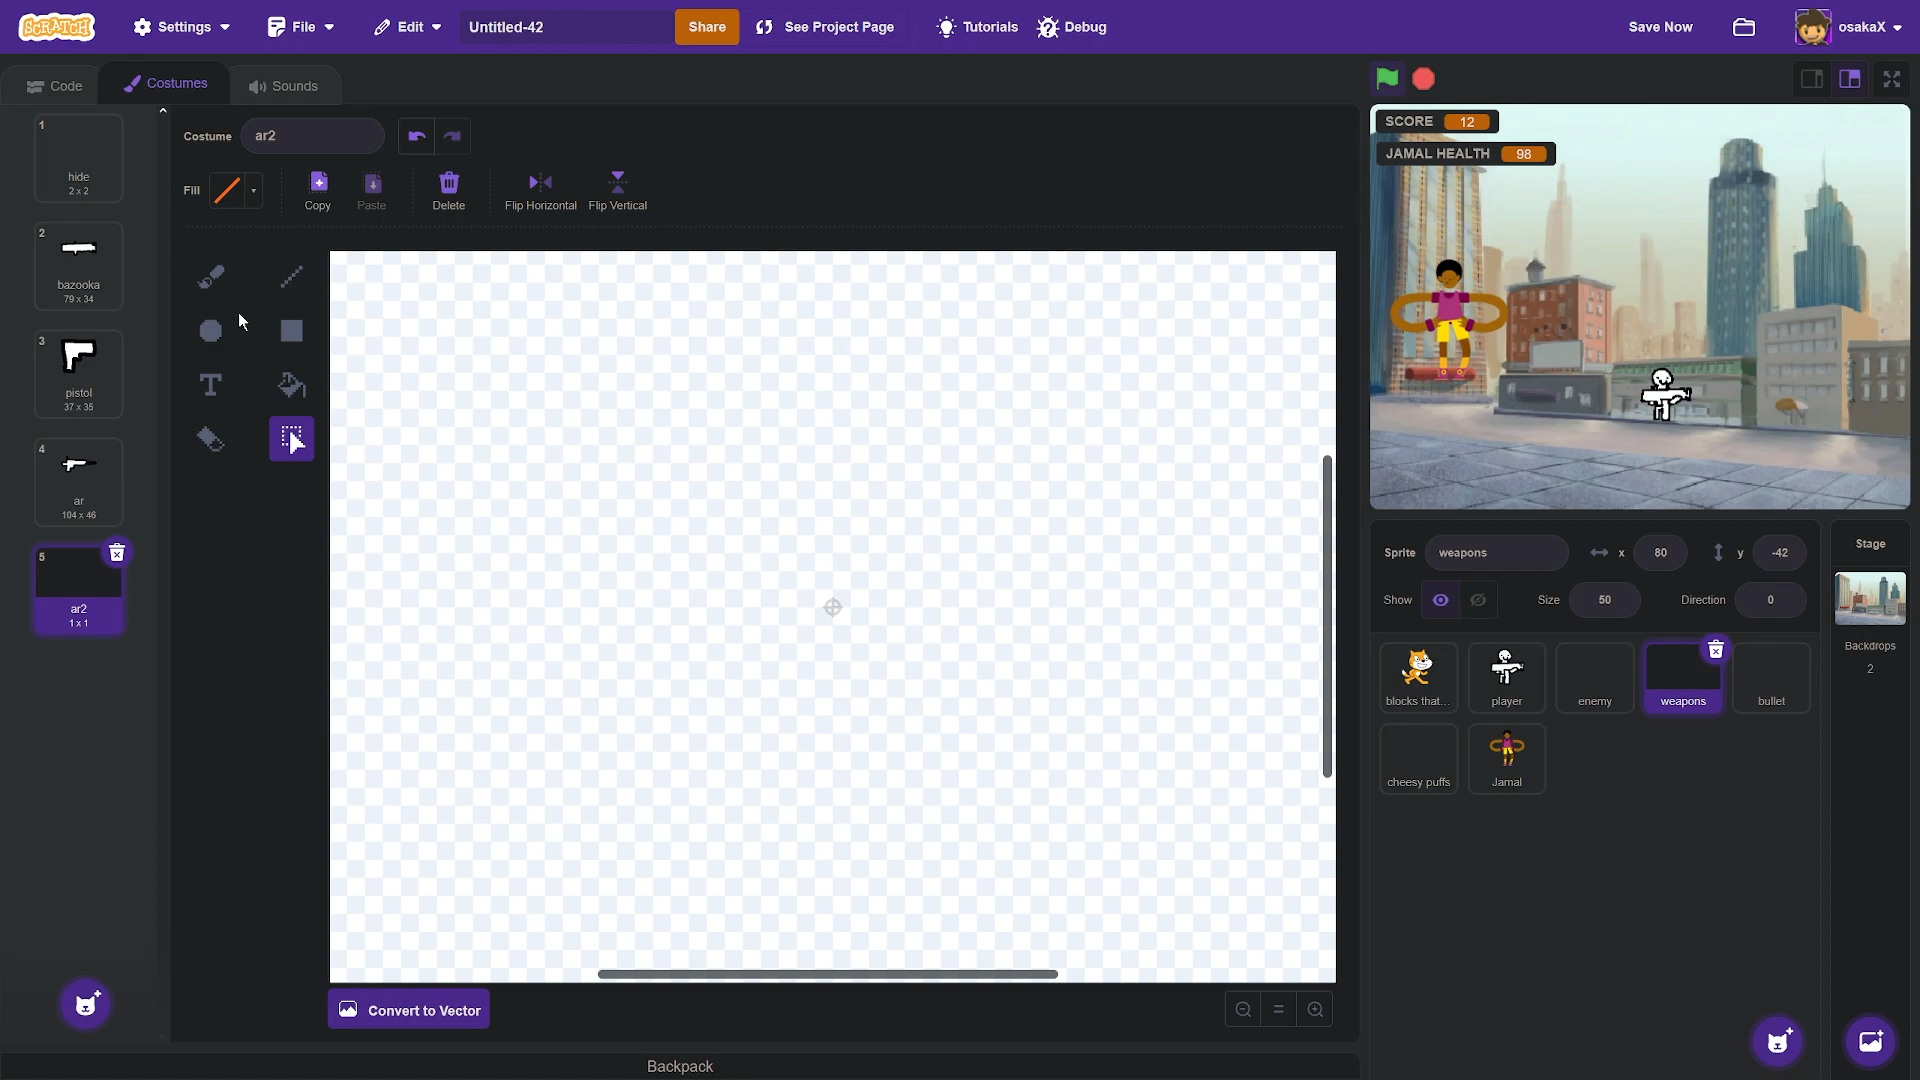 SCRATCH
Settings
File
Edit
Untitled-42
Share
See Project Page
Tutorials
Debug
Save Now
osakaX
Code
Costumes
Sounds
Costume
ar2
Fill
Copy
Paste
Delete
Flip Horizontal
Flip Vertical
1
hide
2 x 2
2
bazooka
79 x 34
3
pistol
37 x 35
4
ar
104 x 46
5
ar2
1 x 1
T
Convert to Vector
Backpack
SCORE 12
JAMAL HEALTH 98
Sprite
weapons
x
80
y
-42
Show
Size
50
Direction
0
blocks that...
player
enemy
weapons
bullet
cheesy puffs
Jamal
Stage
Backdrops
2